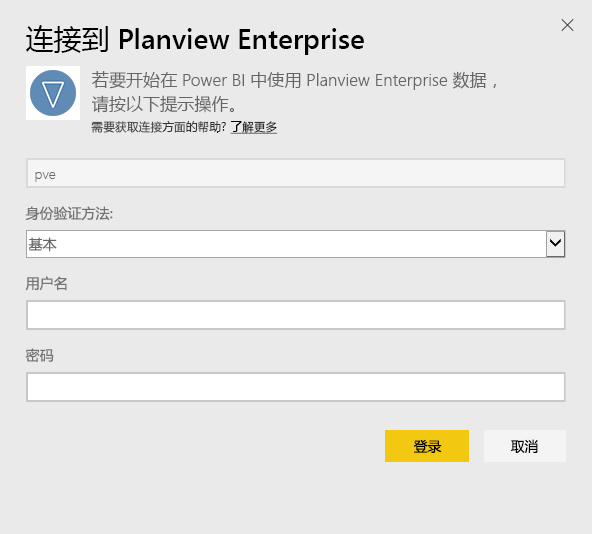 连接到 Planview Enterprise
若要开始在 Power BI 中使用 Planview Enterprise 数据，
请按以下提示操作。
需要获取连接方面的帮助? 了解更多
pve
身份验证方法:
基本
用户名
密码
登录
取消